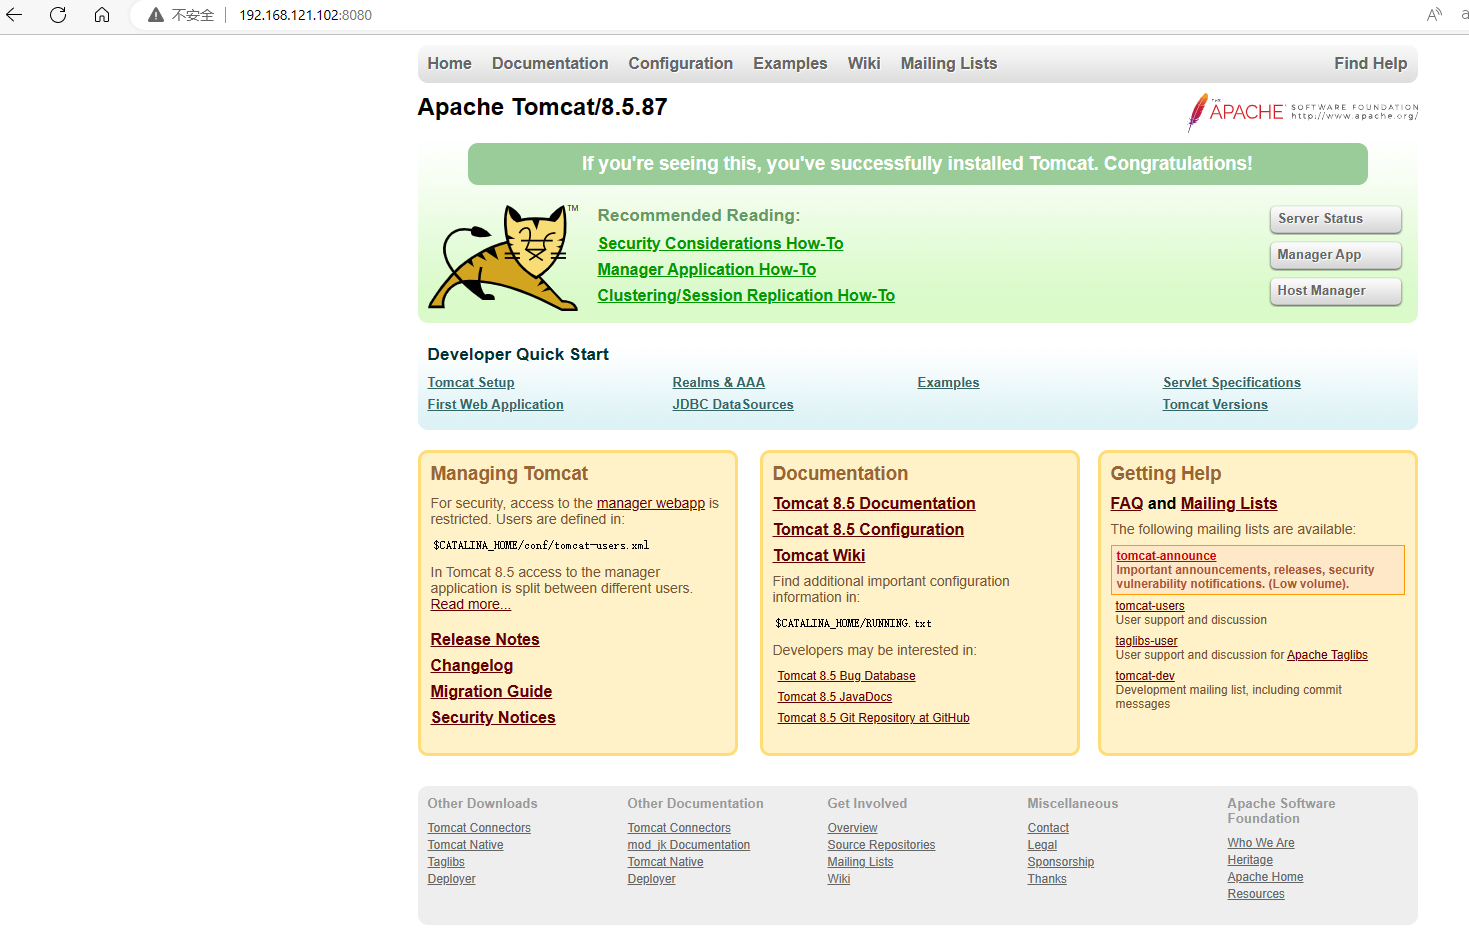 不安全 192.168.121.102:8080
Home Documentation Configuration Examples Wiki Mailing Lists Find Help
Apache Tomcat/8.5.87
THE APACHE SOFTWARE FOUNDATION
http://www.apache.org/
If you're seeing this, you've successfully installed Tomcat. Congratulations!
TM
Recommended Reading:
Security Considerations How-To
Manager Application How-To
Clustering/Session Replication How-To
Server Status
Manager App
Host Manager
Developer Quick Start
Tomcat Setup
First Web Application
Realms & AAA
JDBC DataSources
Examples
Servlet Specifications
Tomcat Versions
Managing Tomcat
For security, access to the manager webapp is
restricted. Users are defined in:
$CATALINA_HOME/conf/tomcat-users.xml
In Tomcat 8.5 access to the manager
application is split between different users.
Read more...
Release Notes
Changelog
Migration Guide
Security Notices
Documentation
Tomcat 8.5 Documentation
Tomcat 8.5 Configuration
Tomcat Wiki
Find additional important configuration
information in:
$CATALINA_HOME/RUNNING.txt
Developers may be interested in:
Tomcat 8.5 Bug Database
Tomcat 8.5 JavaDocs
Tomcat 8.5 Git Repository at GitHub
Getting Help
FAQ and Mailing Lists
The following mailing lists are available:
tomcat-announce
Important announcements, releases, security
vulnerability notifications. (Low volume).
tomcat-users
User support and discussion
taglibs-user
User support and discussion for Apache Taglibs
tomcat-dev
Development mailing list, including commit
messages
Other Downloads
Tomcat Connectors
Tomcat Native
Taglibs
Deployer
Other Documentation
Tomcat Connectors
mod_jk Documentation
Tomcat Native
Deployer
Get Involved
Overview
Source Repositories
Mailing Lists
Wiki
Miscellaneous
Contact
Legal
Sponsorship
Thanks
Apache Software
Foundation
Who We Are
Heritage
Apache Home
Resources